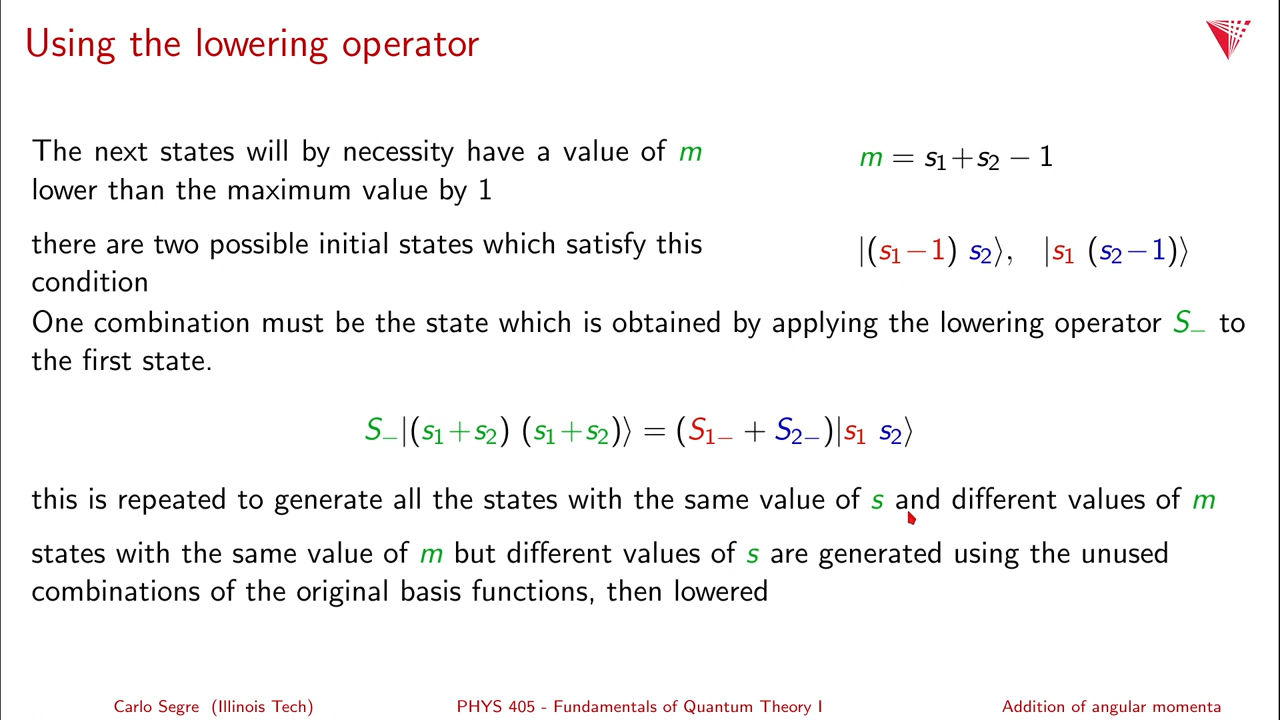 Using the lowering operator
The next states will by necessity have a value of m
lower than the maximum value by 1
m = s₁+s₂ − 1
there are two possible initial states which satisfy this
condition
|(s₁−1) s₂⟩, |s₁ (s₂−1)⟩
One combination must be the state which is obtained by applying the lowering operator S₋ to
the first state.
S₋|(s₁+s₂) (s₁+s₂)⟩ = (S₁₋ + S₂₋)|s₁ s₂⟩
this is repeated to generate all the states with the same value of s and different values of m
states with the same value of m but different values of s are generated using the unused
combinations of the original basis functions, then lowered
Carlo Segre (Illinois Tech) PHYS 405 - Fundamentals of Quantum Theory I Addition of angular momenta